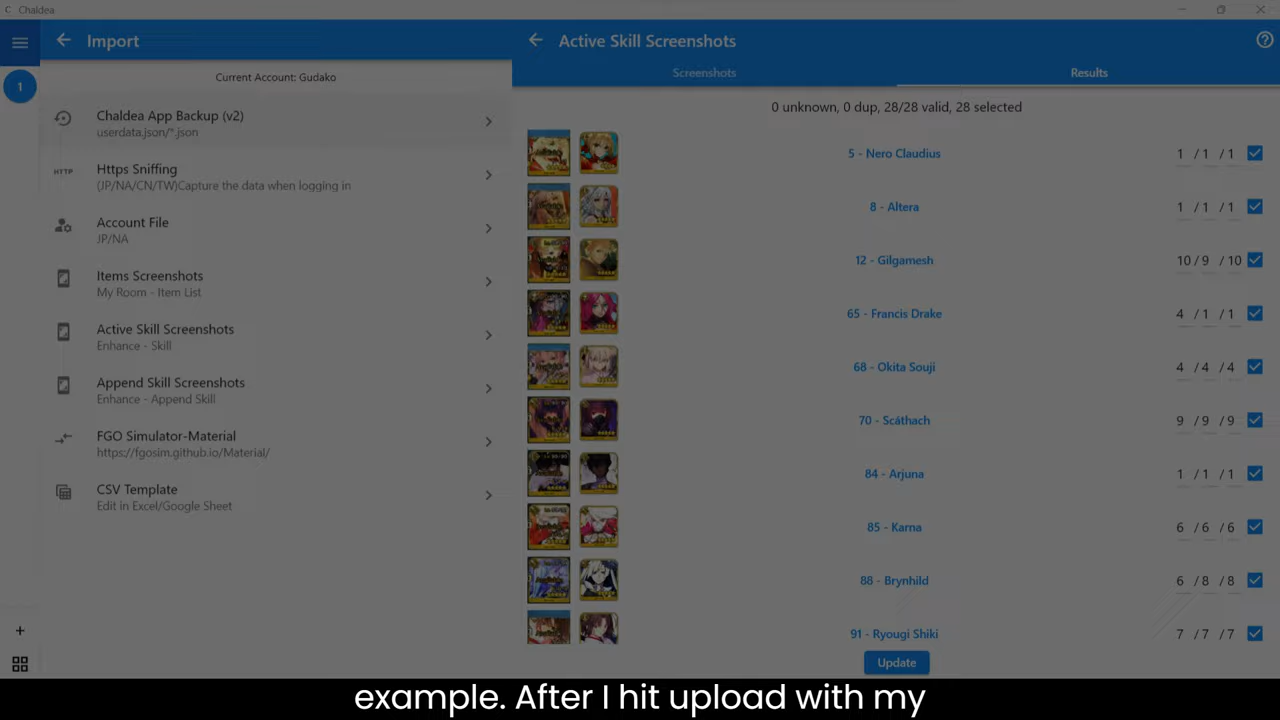 Chaldea
Import
Current Account: Gudako
1
Chaldea App Backup (v2)
userdata.json/*.json
HTTP
Https Sniffing
(JP/NA/CN/TW)Capture the data when logging in
Account File
JP/NA
Items Screenshots
My Room - Item List
Active Skill Screenshots
Enhance - Skill
Append Skill Screenshots
Enhance - Append Skill
FGO Simulator-Material
https://fgosim.github.io/Material/
CSV Template
Edit in Excel/Google Sheet
Active Skill Screenshots
Screenshots
Results
0 unknown, 0 dup, 28/28 valid, 28 selected
5 - Nero Claudius 1 / 1 / 1
8 - Altera 1 / 1 / 1
12 - Gilgamesh 10 / 9 / 10
65 - Francis Drake 4 / 1 / 1
68 - Okita Souji 4 / 4 / 4
70 - Scáthach 9 / 9 / 9
84 - Arjuna 1 / 1 / 1
85 - Karna 6 / 6 / 6
88 - Brynhild 6 / 8 / 8
91 - Ryougi Shiki 7 / 7 / 7
Update
example. After I hit upload with my